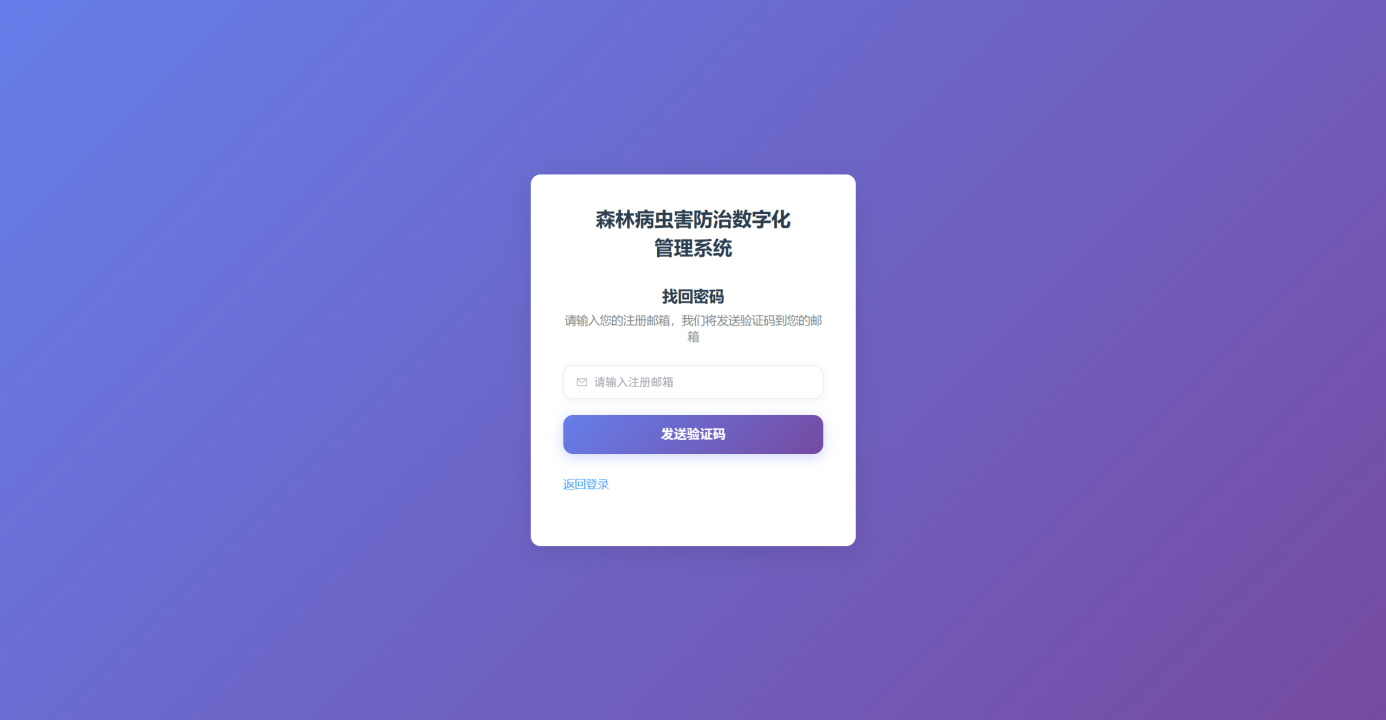 森林病虫害防治数字化
管理系统
找回密码
请输入您的注册邮箱，我们将发送验证码到您的邮
箱
请输入注册邮箱
发送验证码
返回登录